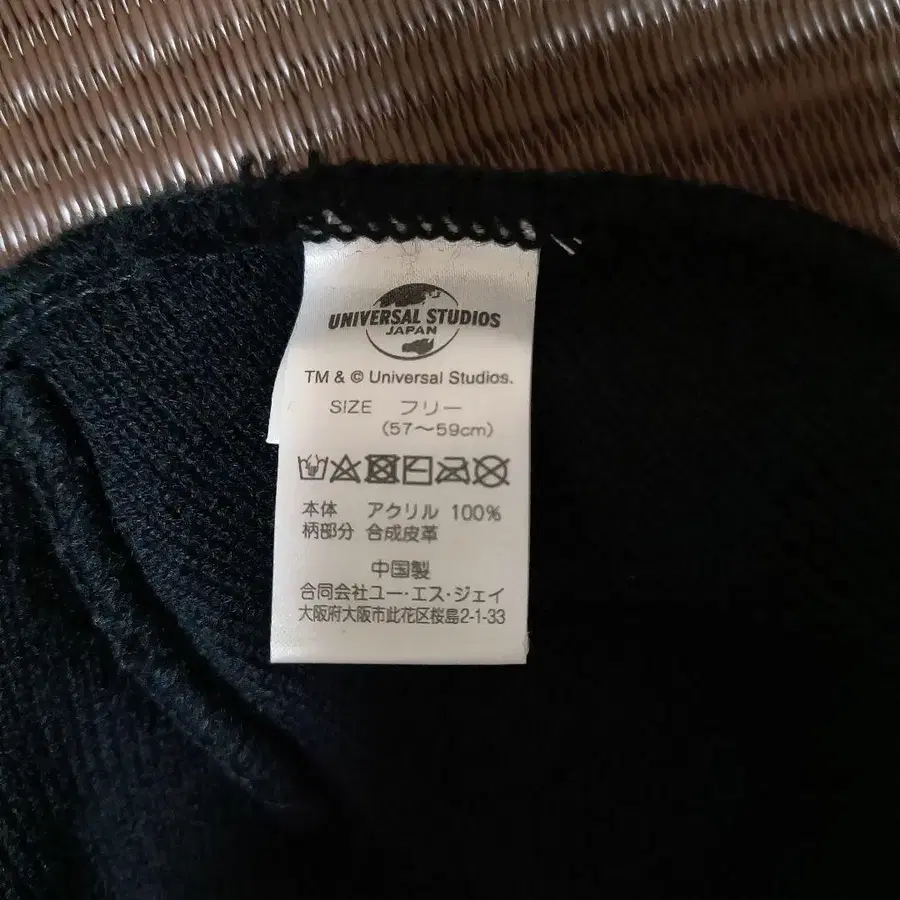 UNIVERSAL STUDIOS
JAPAN
TM & © Universal Studios.
SIZE フリー
(57～59cm)
本体 アクリル 100%
柄部分 合成皮革
中国製
合同会社ユー・エス・ジェイ
大阪府大阪市此花区桜島2-1-33